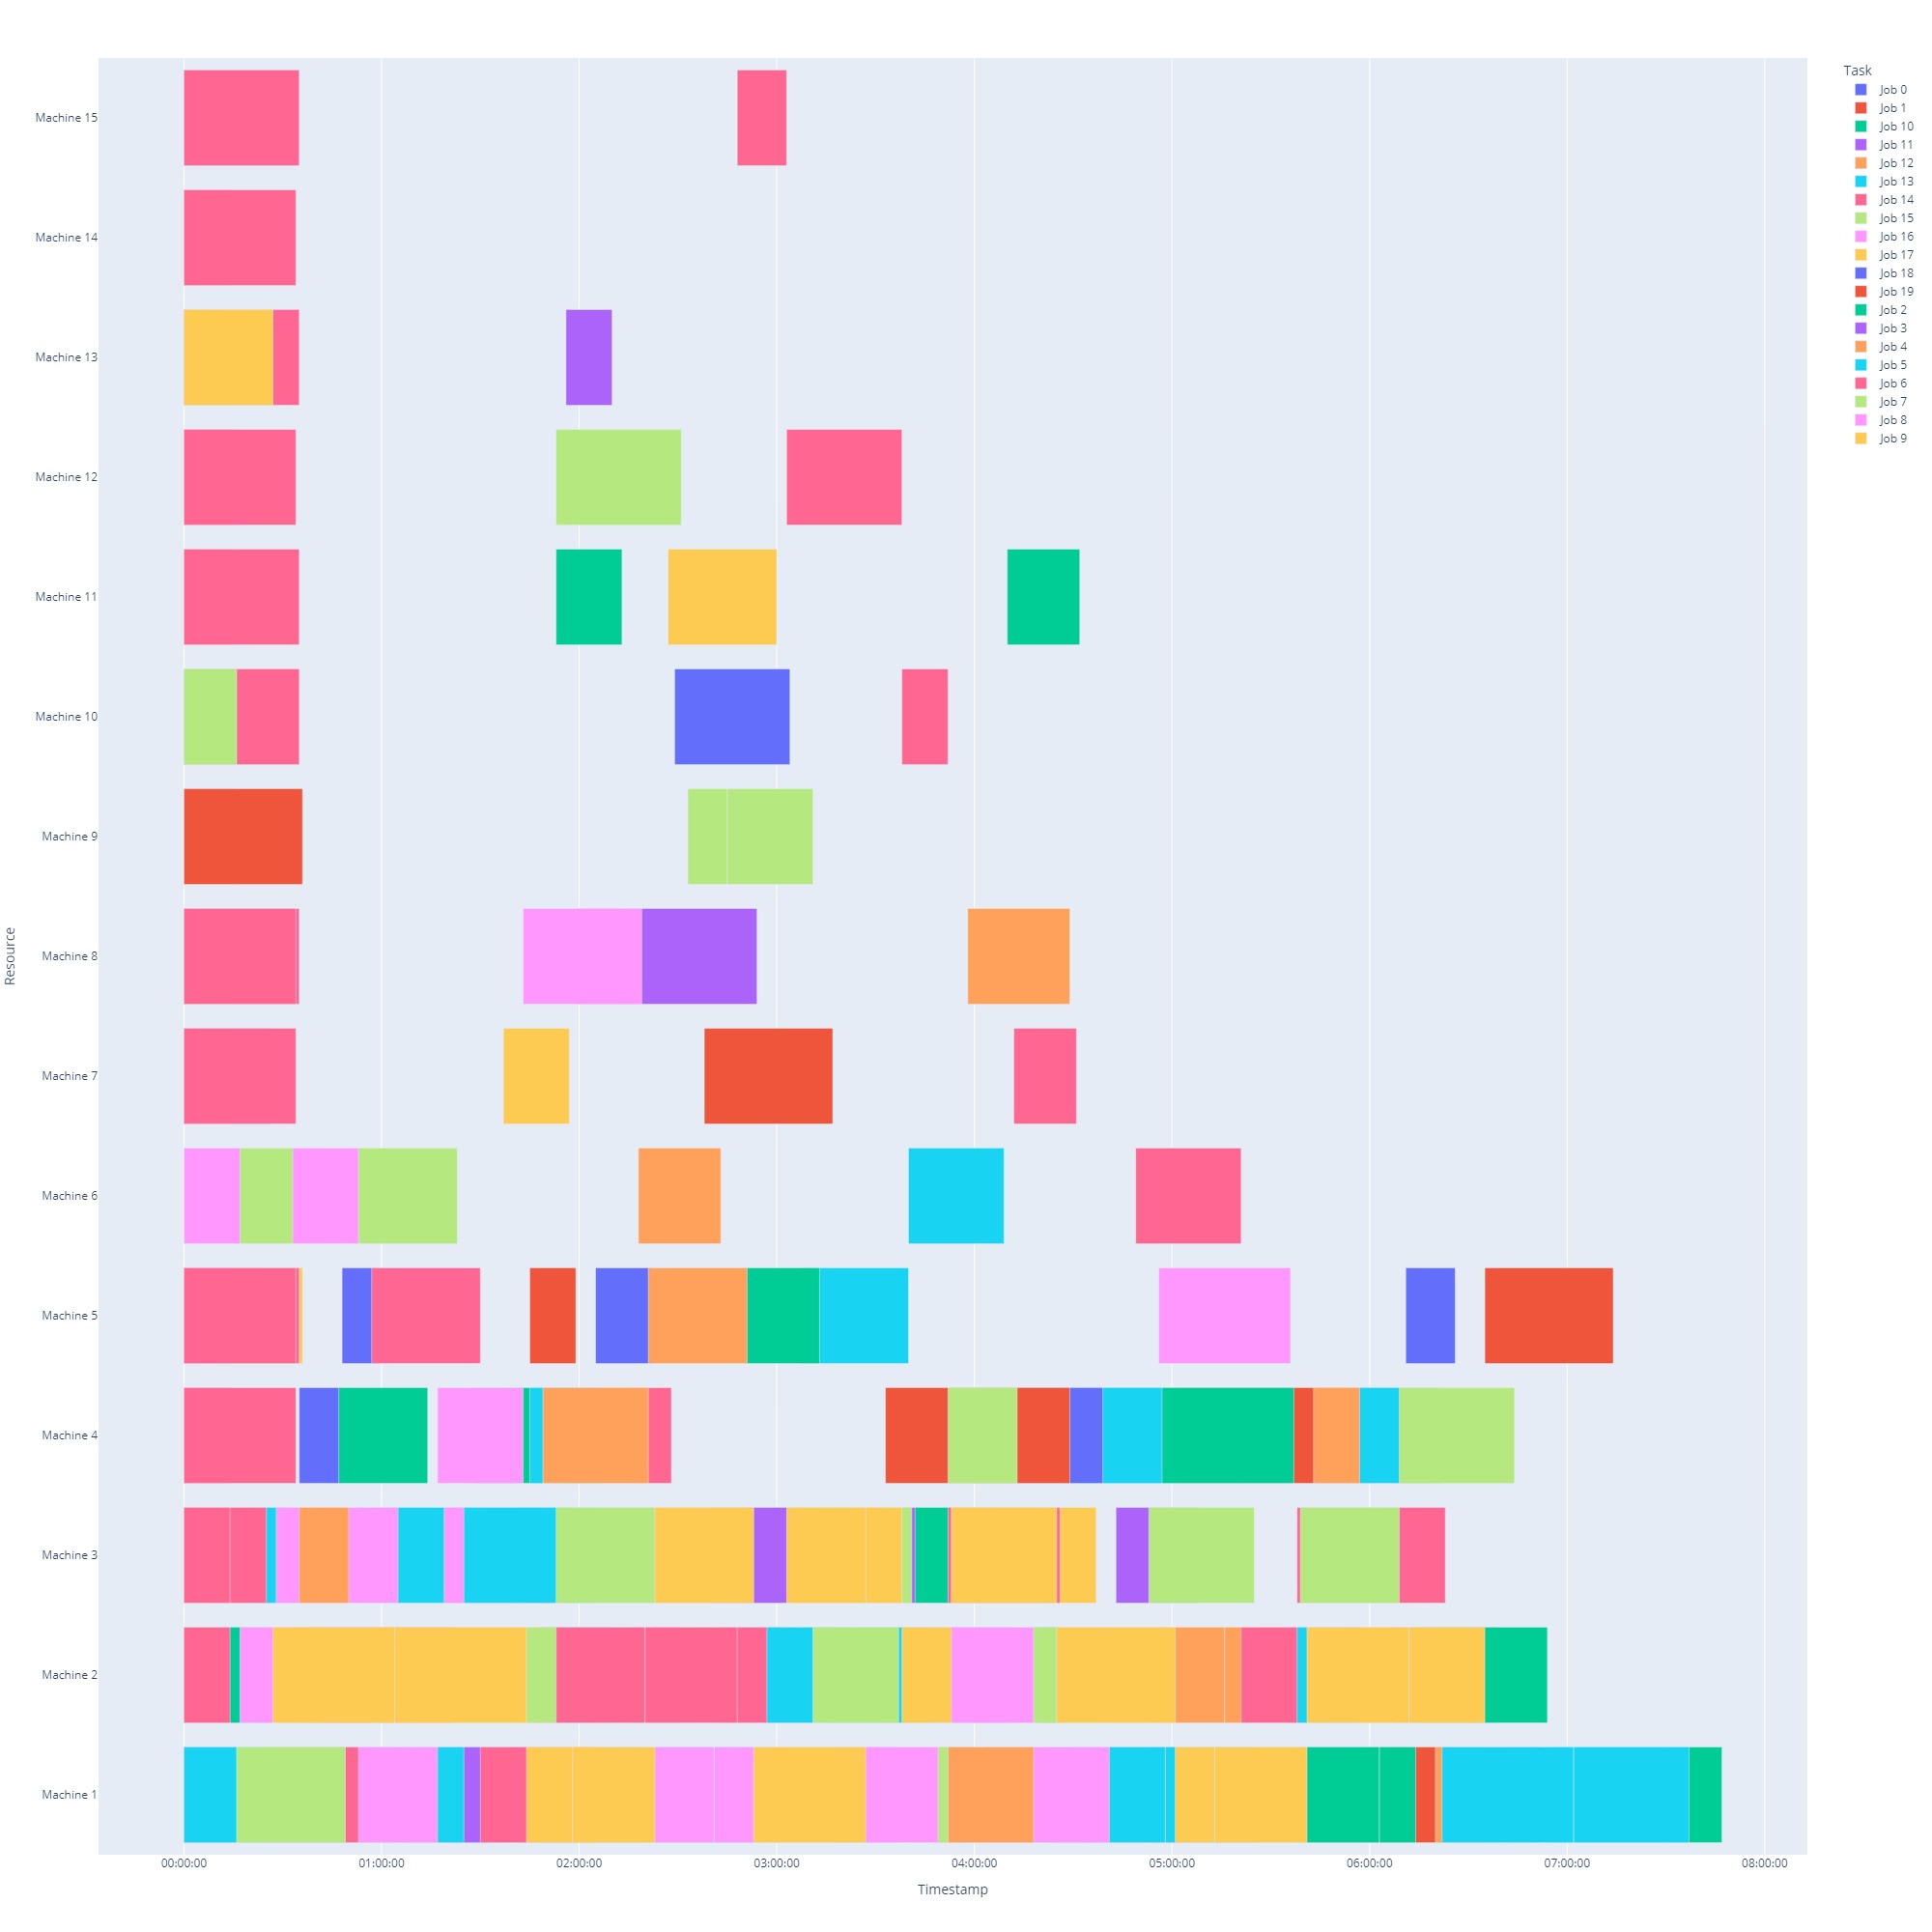 Task
Job 0
Job 1
Job 10
Job 11
Job 12
Job 13
Job 14
Job 15
Job 16
Job 17
Job 18
Job 19
Job 2
Job 3
Job 4
Job 5
Job 6
Job 7
Job 8
Job 9
Resource
Machine 15
Machine 14
Machine 13
Machine 12
Machine 11
Machine 10
Machine 9
Machine 8
Machine 7
Machine 6
Machine 5
Machine 4
Machine 3
Machine 2
Machine 1
00:00:00 01:00:00 02:00:00 03:00:00 04:00:00 05:00:00 06:00:00 07:00:00 08:00:00
Timestamp